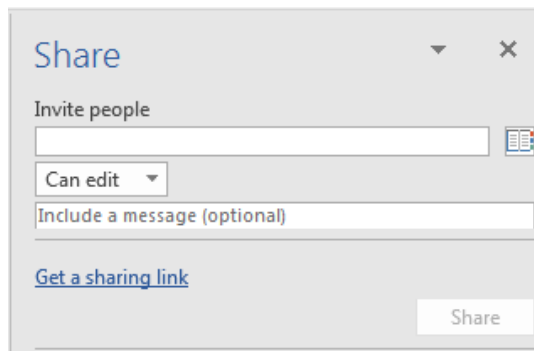 Share
Invite people
Can edit
Include a message (optional)
Get a sharing link
Share